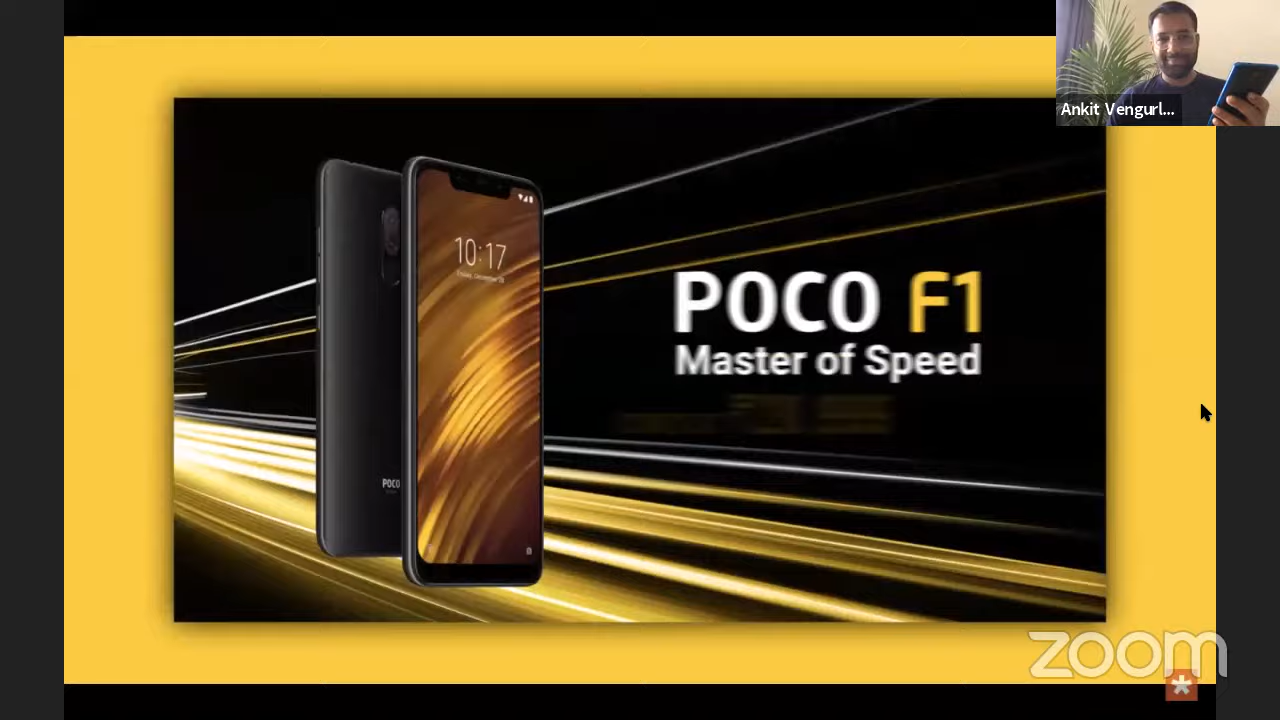 Ankit Vengurl...
10:17
POCO F1
Master of Speed
POCO
zoom